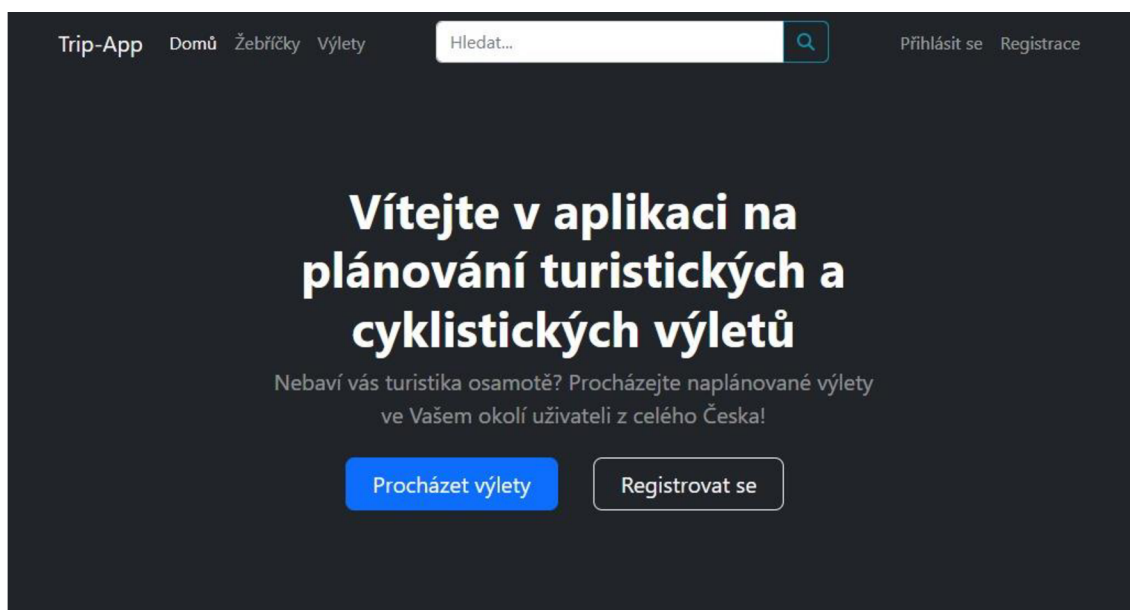 Trip-App Domů Žebříčky Výlety Hledat... Přihlásit se Registrace
Vítejte v aplikaci na
plánování turistických a
cyklistických výletů
Nebaví vás turistika osamotě? Procházejte naplánované výlety
ve Vašem okolí uživateli z celého Česka!
Procházet výlety Registrovat se